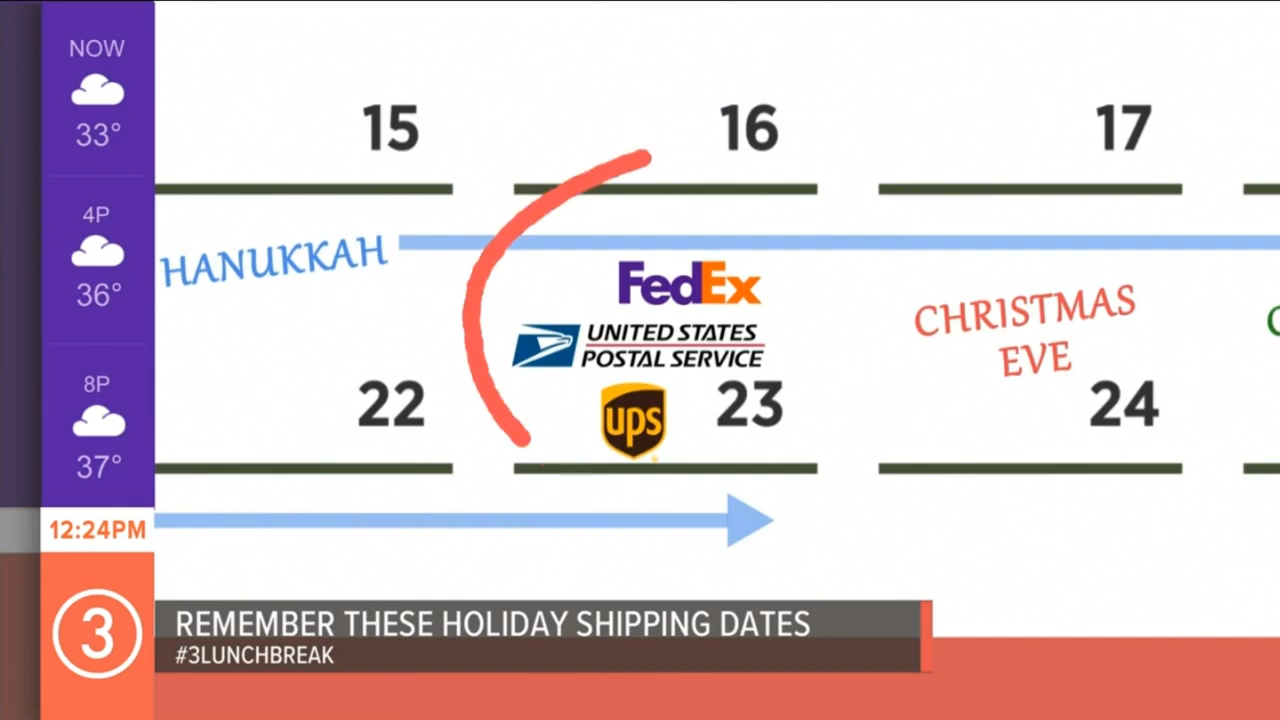 NOW
33°
4P
36°
8P
37°
12:24PM
3
15
16
17
HANUKKAH
FedEx
UNITED STATES
POSTAL SERVICE
CHRISTMAS
EVE
22
ups
23
24
REMEMBER THESE HOLIDAY SHIPPING DATES
#3LUNCHBREAK